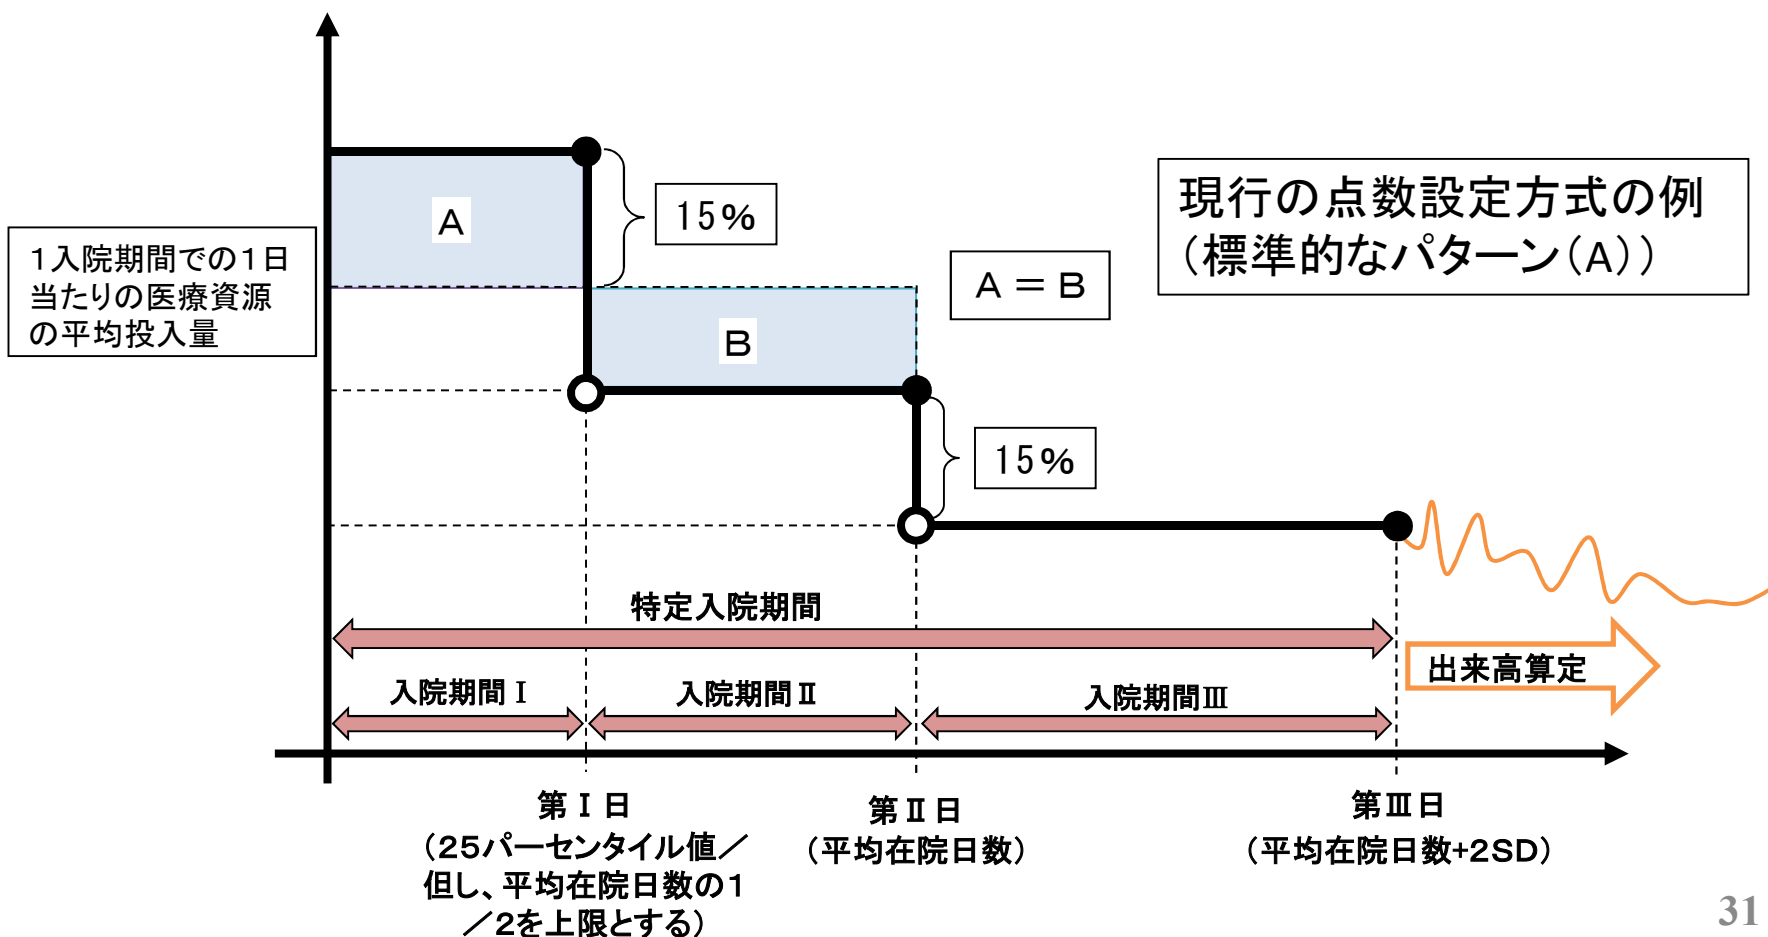 現行の点数設定方式の例
(標準的なパターン(A))
A
15%
1入院期間での1日
当たりの医療資源
の平均投入量
A = B
B
15%
特定入院期間
出来高算定
入院期間Ⅰ
入院期間Ⅱ
入院期間Ⅲ
第Ⅰ日
(25パーセンタイル値/
但し、平均在院日数の1
/2を上限とする)
第Ⅱ日
(平均在院日数)
第Ⅲ日
(平均在院日数+2SD)
31